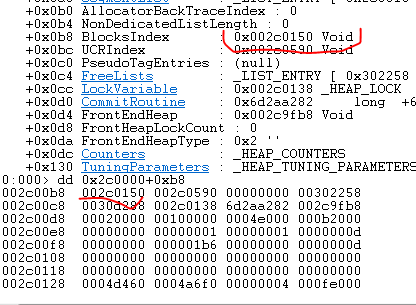 +0x0b4 AllocatorBackTraceIndex : 0
+0x0b4 NonDedicatedListLength : 0
+0x0b8 BlocksIndex : 0x002c0150 Void
+0x0bc UCRIndex : 0x002c0590 Void
+0x0c0 PseudoTagEntries : (null)
+0x0c4 FreeLists : _LIST_ENTRY [ 0x302258
+0x0cc LockVariable : 0x002c0138 _HEAP_LOCK
+0x0d0 CommitRoutine : 0x6d2aa282 long +6
+0x0d4 FrontEndHeap : 0x002c9fb8 Void
+0x0d8 FrontHeapLockCount : 0
+0x0da FrontEndHeapType : 0x2 ''
+0x0dc Counters : _HEAP_COUNTERS
+0x130 TuningParameters : _HEAP_TUNING_PARAMETERS
0:000> dd 0x2c0000+0xb8
002c00b8 002c0150 002c0590 00000000 00302258
002c00c8 002c0138 6d2aa282 002c9fb8
002c00d8 00020000 00100000 0004e000 000b2000
002c00e8 00000000 00000001 00000001 0000000d
002c00f8 00000000 000001b6 00000000 0000000d
002c0108 00000000 00000000 00000000 00000000
002c0118 00000000 00000000 00000000 00000000
002c0128 0004d460 0004a6f0 00000004 000fe000